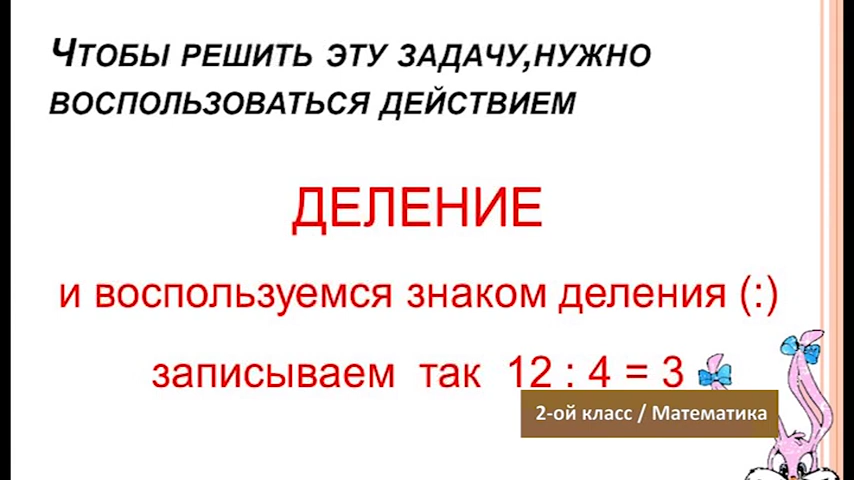 Чтобы решить эту задачу,нужно
воспользоваться действием
ДЕЛЕНИЕ
и воспользуемся знаком деления (:)
записываем так 12 : 4 = 3
2-ой класс / Математика